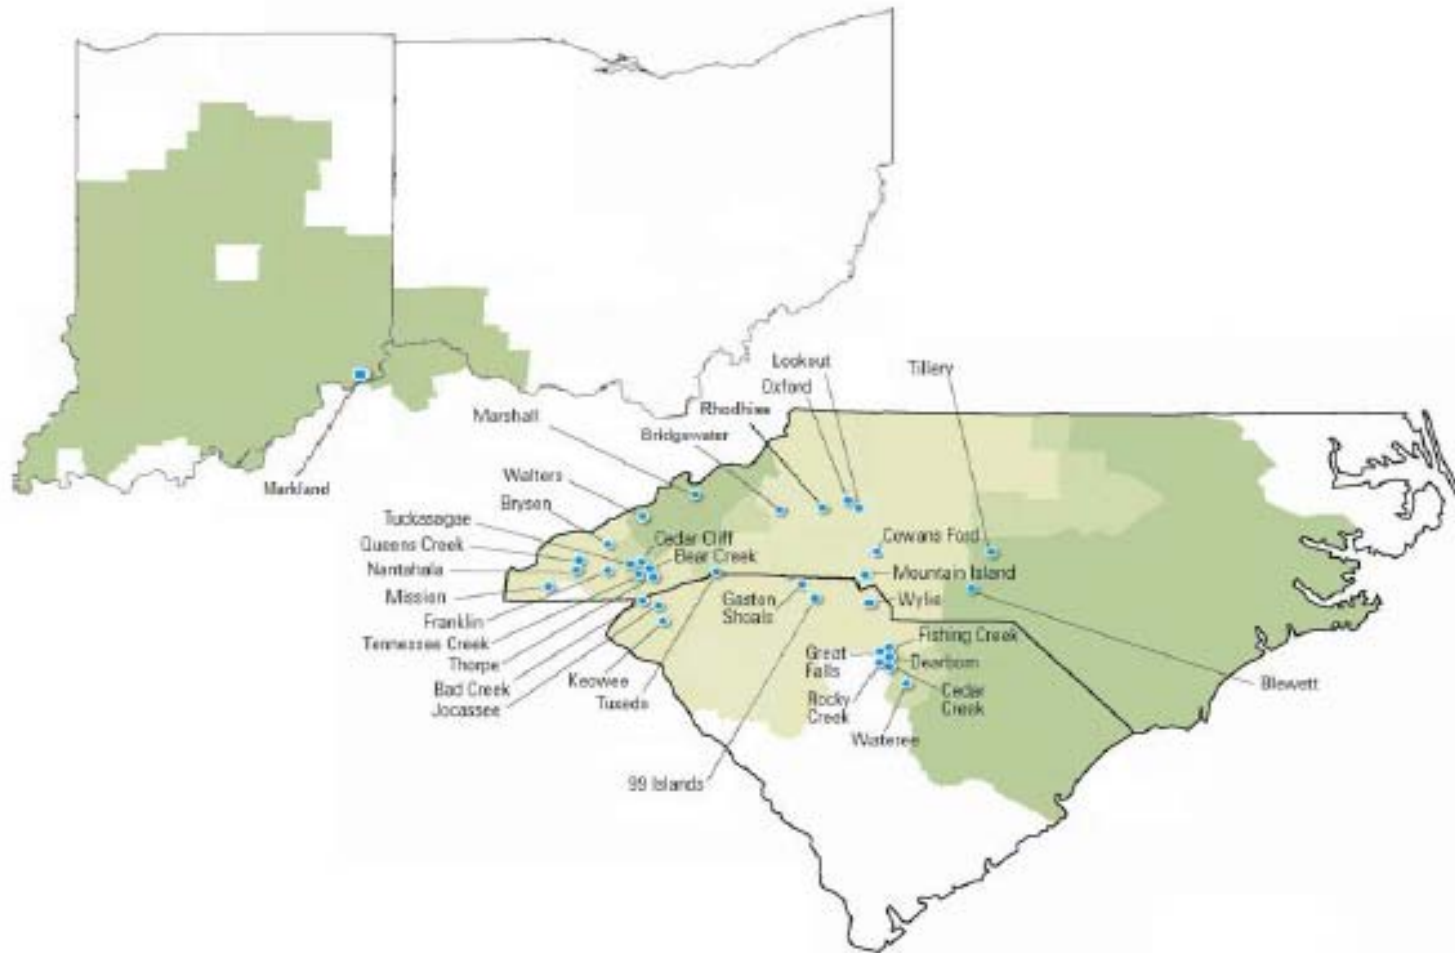 Lookout
Oxford
Tillery
Rhodhiss
Marshall
Bridgewater
Walters
Bryson
Markland
Tuckasagae
Cedar Cliff
Queens Creek
Bear Creek
Cowans Ford
Nantahala
Mountain Island
Mission
Gaston
Shoals
Wylie
Franklin
Tennessee Creek
Fishing Creek
Thorpe
Great
Falls
Dearborn
Keowee
Bad Creek
Blewett
Jocassee
Tuxedo
Rocky
Creek
Cedar
Creek
Wateree
99 Islands